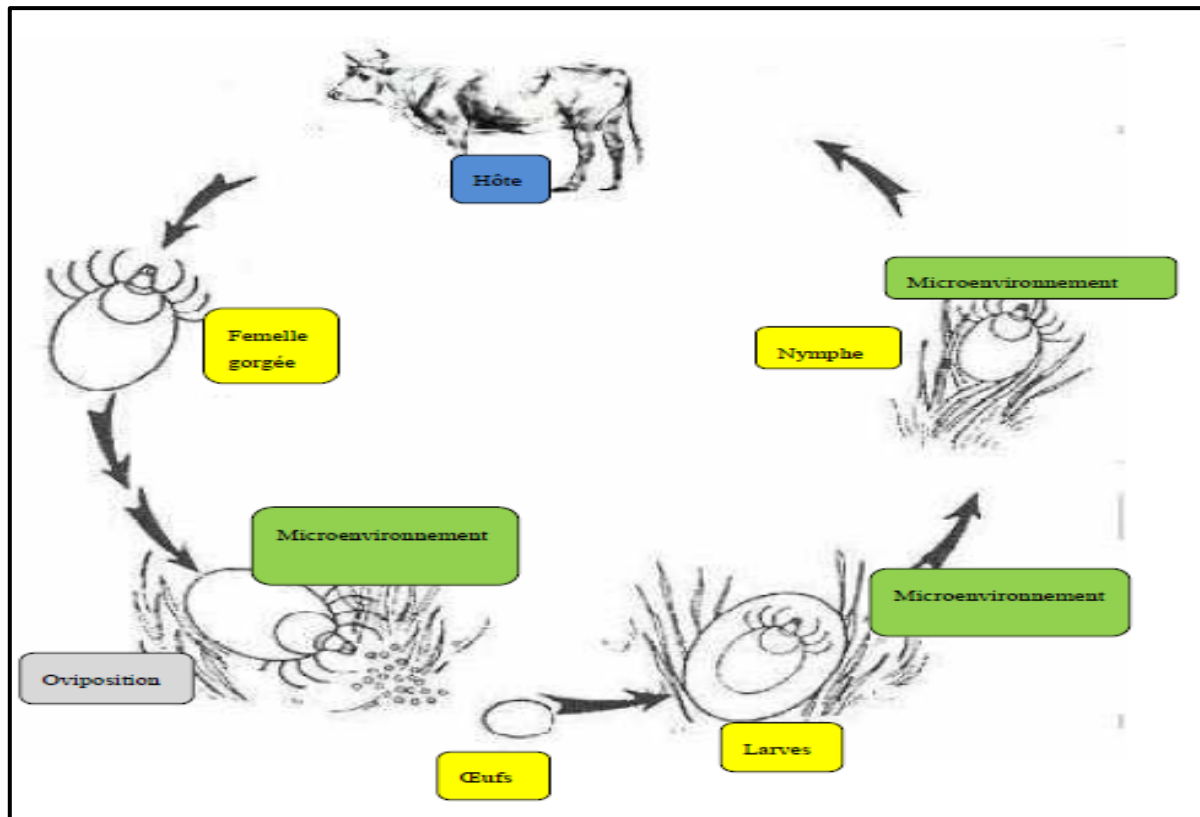 Hôte
Microenvironnement
Femelle
gorgée
Nymphe
Microenvironnement
Microenvironnement
Oviposition
Larves
Œufs